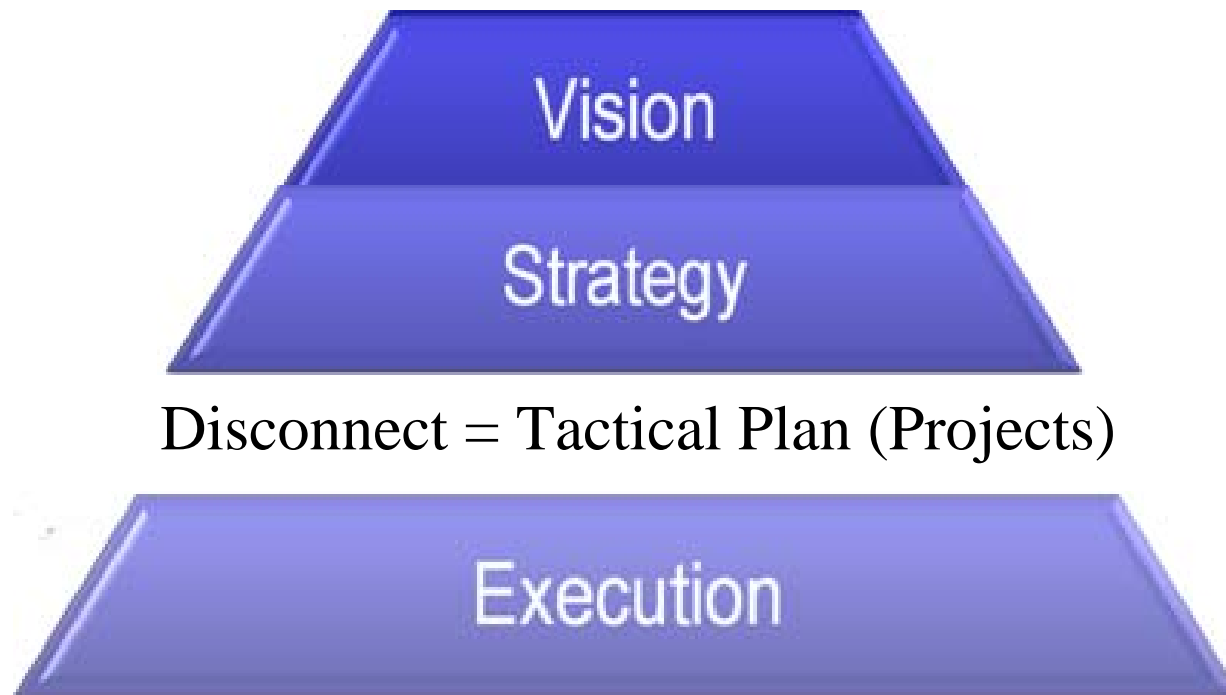 Vision
Strategy
Disconnect = Tactical Plan (Projects)
Execution